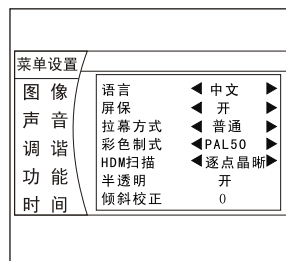 菜单设置
图 像
声 音
调 谐
功 能
时 间
语言 ◀ 中文 ▶
屏保 ◀ 开 ▶
拉幕方式 ◀ 普通 ▶
彩色制式 ◀PAL50 ▶
HDM扫描 ◀逐点晶晰▶
半透明 开
倾斜校正 0